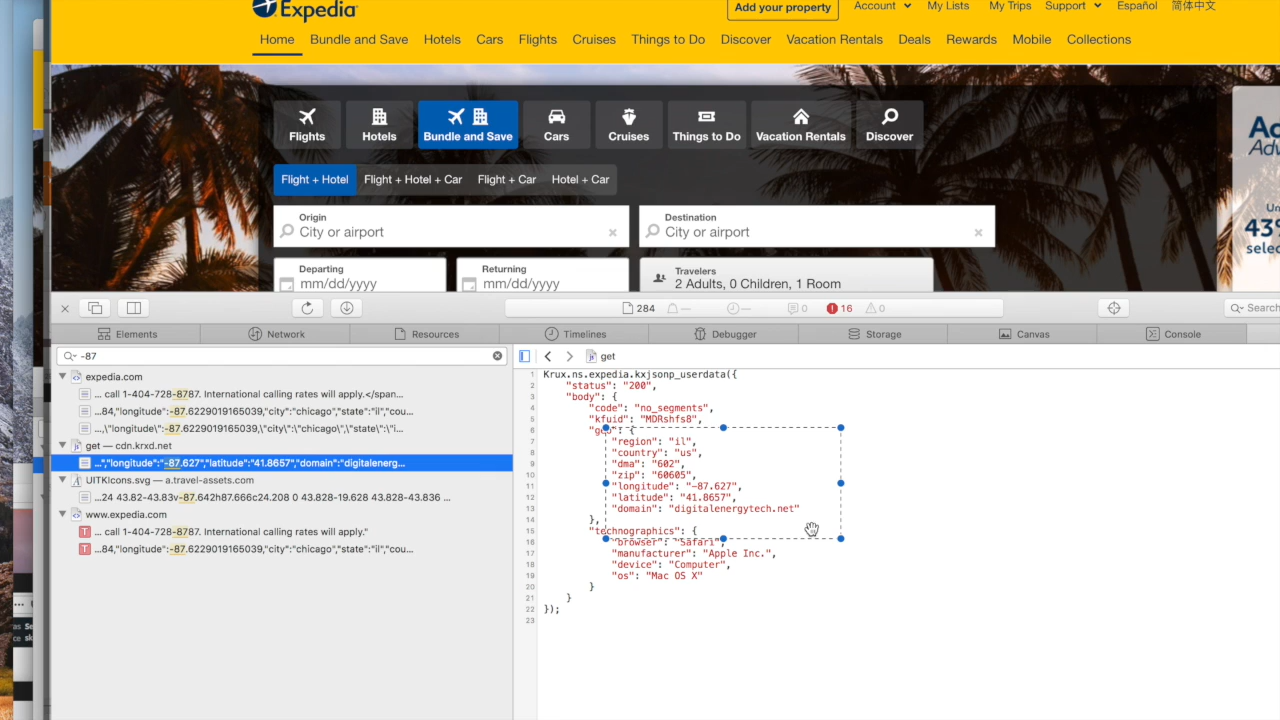 Expedia
Add your property
Account
My Lists
My Trips
Support
Español
简体中文
Home
Bundle and Save
Hotels
Cars
Flights
Cruises
Things to Do
Discover
Vacation Rentals
Deals
Rewards
Mobile
Collections
Flights
Hotels
Bundle and Save
Cars
Cruises
Things to Do
Vacation Rentals
Discover
Flight + Hotel
Flight + Hotel + Car
Flight + Car
Hotel + Car
Origin
City or airport
Destination
City or airport
Departing
mm/dd/yyyy
Returning
mm/dd/yyyy
Travelers
2 Adults, 0 Children, 1 Room
43%
284
0
16
0
Search
Elements
Network
Resources
Timelines
Debugger
Storage
Canvas
Console
-87
get
expedia.com
... call 1-404-728-8787. International calling rates will apply.</span...
...84,"longitude":-87.6229019165039,"city":"chicago","state":"il","cou...
...,\"longitude\":-87.6229019165039,\"city\":\"chicago\",\"state\":\"i...
get — cdn.krxd.net
...","longitude":"-87.627","latitude":"41.8657","domain":"digitalenerg...
UITKIcons.svg — a.travel-assets.com
...24 43.82-43.83v-87.642h87.666c24.208 0 43.828-19.628 43.828-43.836 ...
www.expedia.com
... call 1-404-728-8787. International calling rates will apply."
...84,"longitude":-87.6229019165039,"city":"chicago","state":"il","cou...
1 Krux.ns.expedia.kxjsonp_userdata({
2 "status": "200",
3 "body": {
4 "code": "no_segments",
5 "kfuid": "MDRshfs8",
6 "geo": {
7 "region": "il",
8 "country": "us",
9 "dma": "602",
10 "zip": "60605",
11 "longitude": "-87.627",
12 "latitude": "41.8657",
13 "domain": "digitalenergytech.net"
14 },
15 "technographics": {
16 "browser": "Safari",
17 "manufacturer": "Apple Inc.",
18 "device": "Computer",
19 "os": "Mac OS X"
20 }
21 }
22 });
23